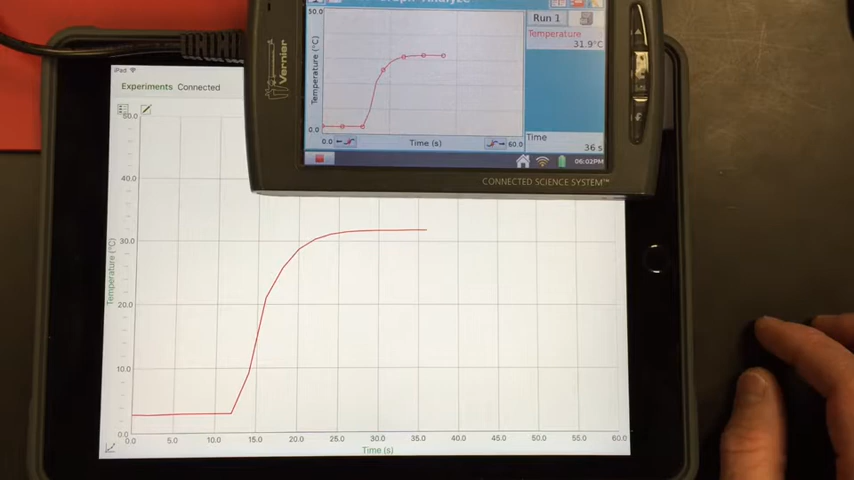 50.0
Run 1
Temperature
31.9°C
Temperature (°C)
0.0
0.0
Time (s)
60.0
Time
36 s
06:02PM
Vernier
CONNECTED SCIENCE SYSTEM™
iPad
Experiments Connected
50.0
40.0
30.0
20.0
10.0
0.0
Temperature (°C)
0.0 5.0 10.0 15.0 20.0 25.0 30.0 35.0 40.0 45.0 50.0 55.0 60.0
Time (s)